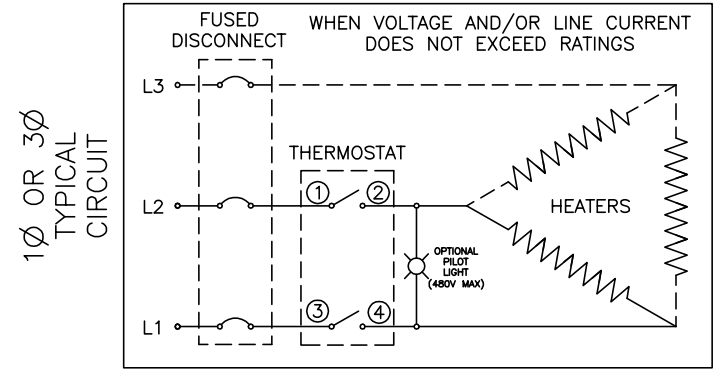 1Ø OR 3Ø
TYPICAL
CIRCUIT
FUSED
DISCONNECT
WHEN VOLTAGE AND/OR LINE CURRENT
DOES NOT EXCEED RATINGS
L3
THERMOSTAT
1
2
L2
HEATERS
OPTIONAL
PILOT
LIGHT
(480V MAX)
3
4
L1